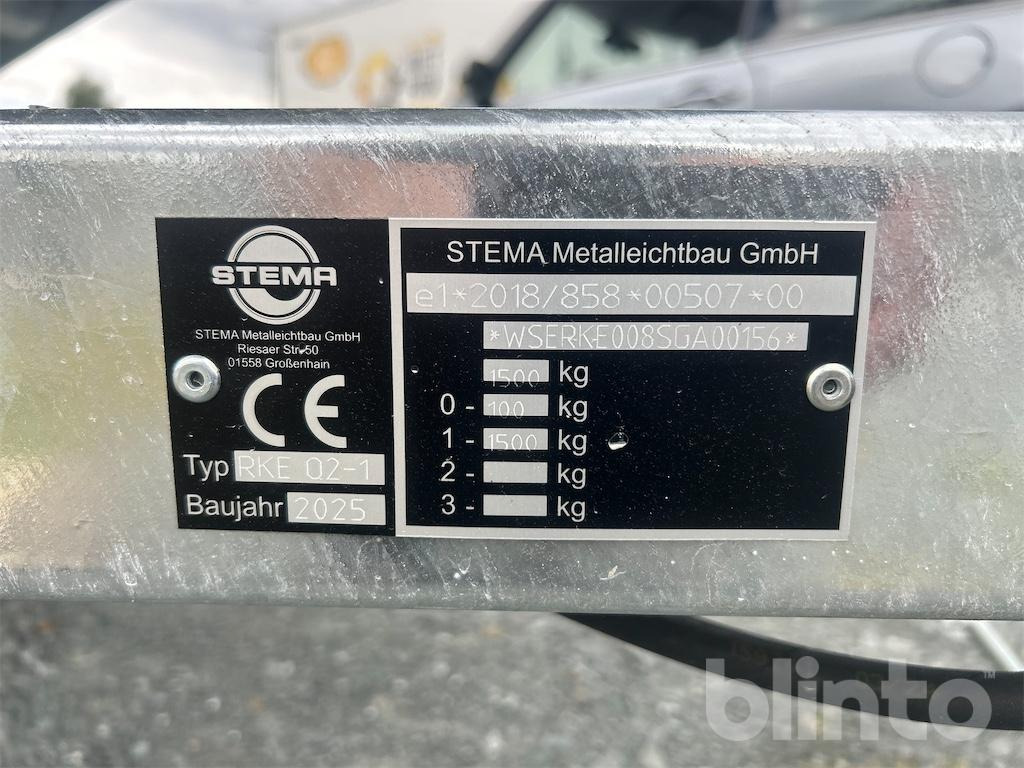 STEMA
STEMA Metalleichtbau GmbH
Riesaer Str. 50
01558 Großenhain
CE
Typ RKE 02-1
Baujahr 2025
STEMA Metalleichtbau GmbH
e1*2018/858*00507*00
*WSERKE008SGA00156*
1500 kg
0 - 100 kg
1 - 1500 kg
2 - kg
3 - kg
blinto™